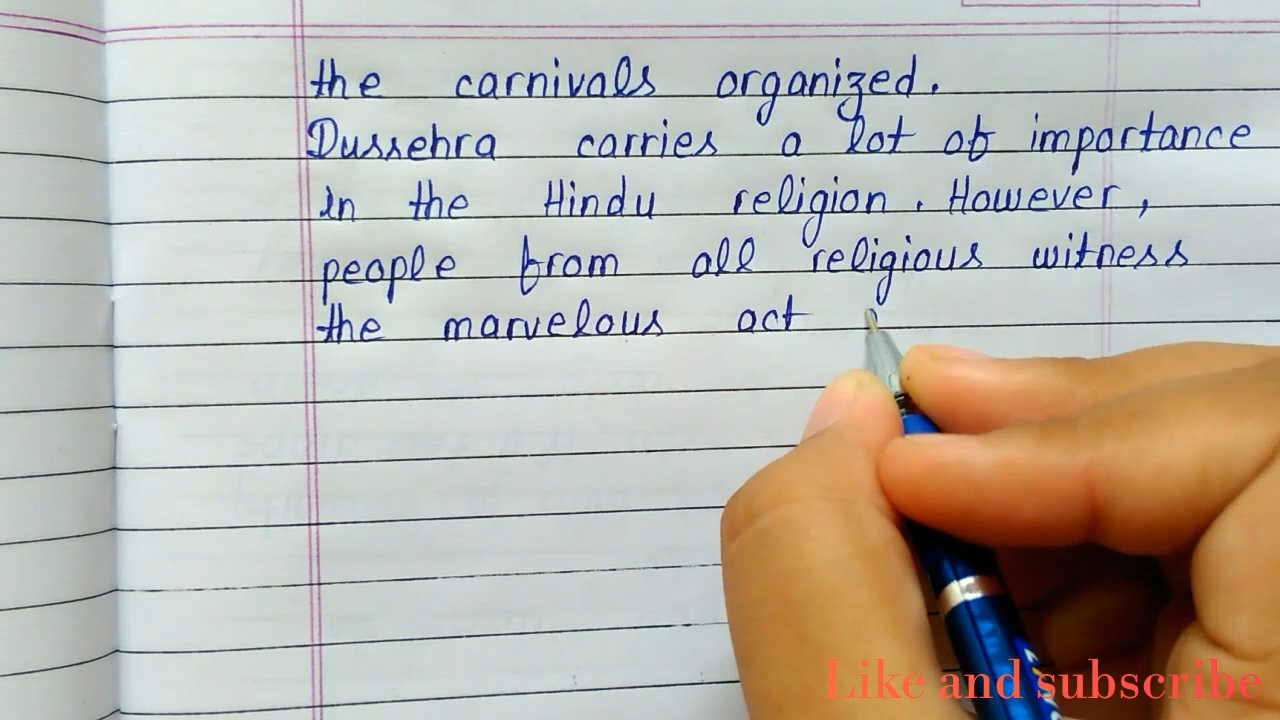 the carnivals organized.
Dussehra carries a lot of importance
in the Hindu religion. However,
people from all religious witness
the marvelous act
Like and subscribe